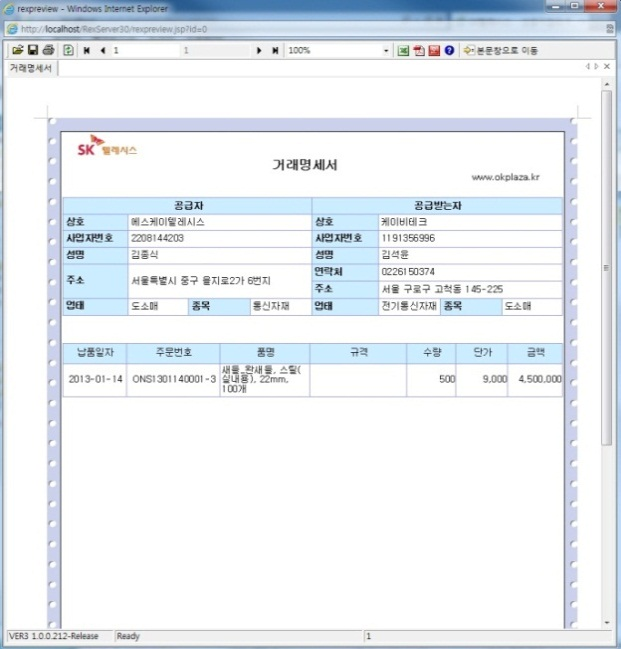 rexpreview - Windows Internet Explorer
http://localhost/RexServer30/rexpreview.jsp?id=0
1 1 100% 본문창으로 이동
거래명세서
SK 텔레시스
거래명세서
www.okplaza.kr
공급자 공급받는자
상호 에스케이텔레시스 상호 케이비테크
사업자번호 2208144203 사업자번호 1191356996
성명 김종식 성명 김석윤
주소 서울특별시 중구 을지로2가 6번지 연락처 0226150374
주소 서울 구로구 고척동 145-225
업태 도소매 종목 통신자재 업태 전기통신자재 종목 도소매
납품일자 주문번호 품명 규격 수량 단가 금액
2013-01-14 ONS1301140001-3 새들_완새들, 스틸( 500 9,000 4,500,000
실내용), 22mm,
100개
VER3 1.0.0.212-Release Ready 1